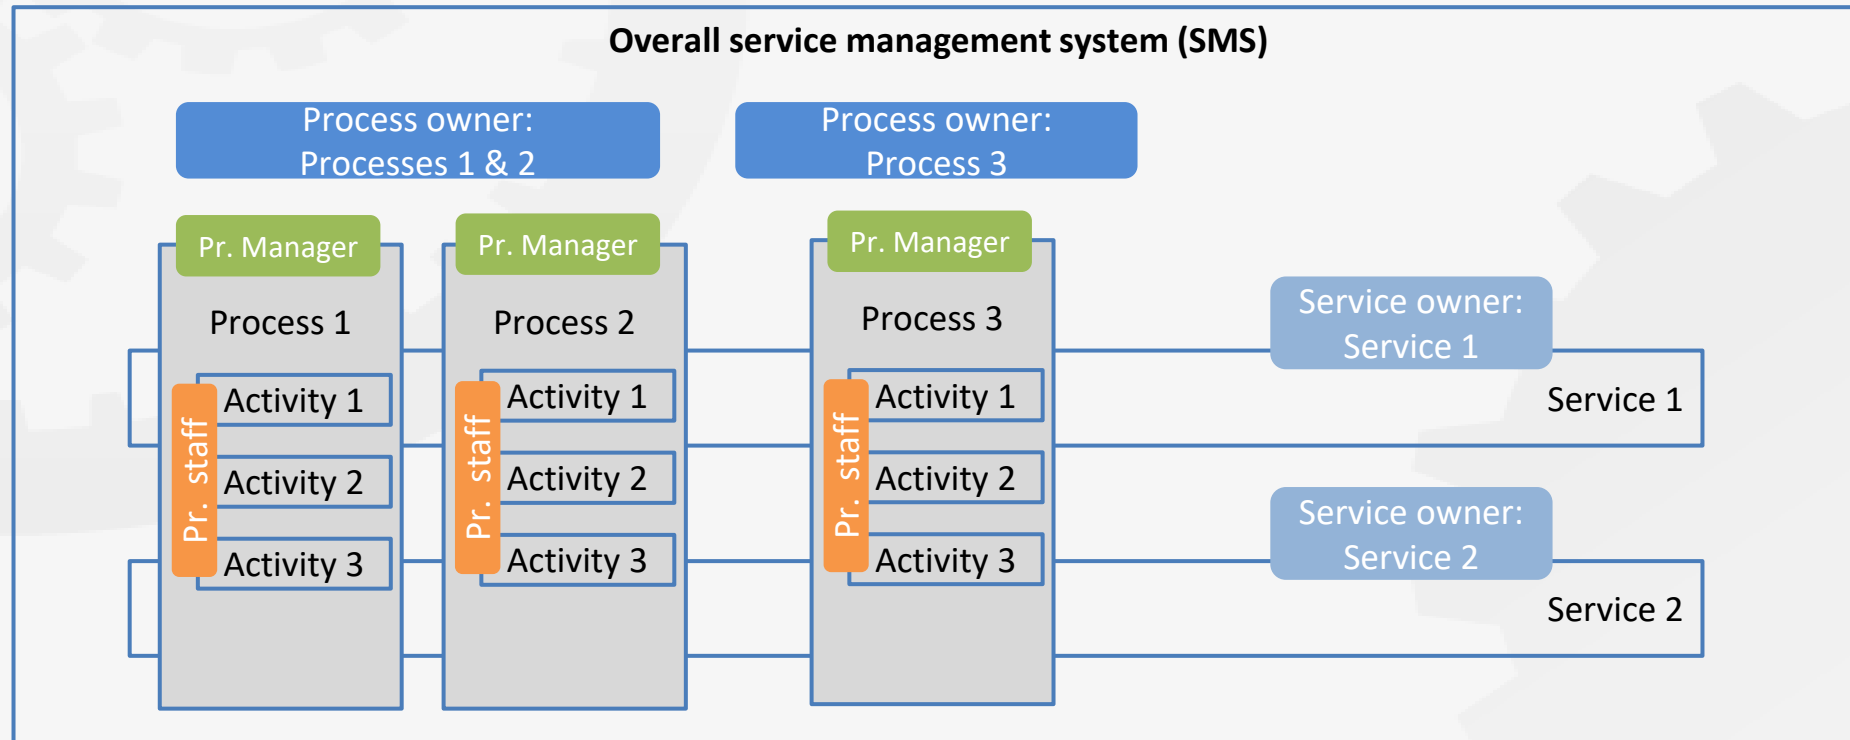 Overall service management system (SMS)
Process owner:
Processes 1 & 2
Process owner:
Process 3
Pr. Manager
Process 1
Pr. staff
Activity 1
Activity 2
Activity 3
Pr. Manager
Process 2
Pr. staff
Activity 1
Activity 2
Activity 3
Pr. Manager
Process 3
Pr. staff
Activity 1
Activity 2
Activity 3
Service owner:
Service 1
Service 1
Service owner:
Service 2
Service 2